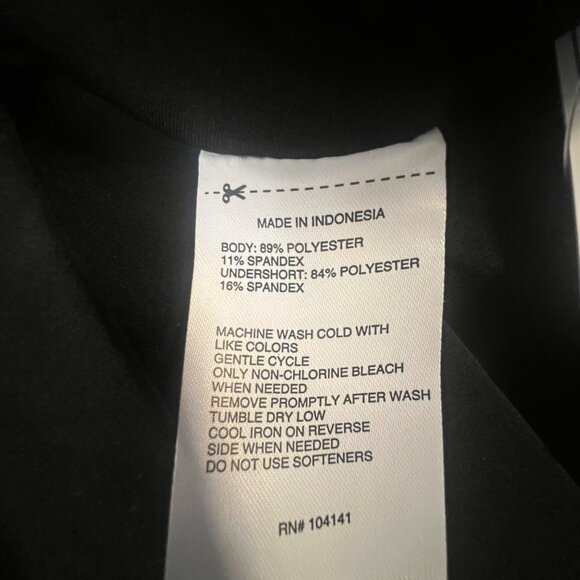 MADE IN INDONESIA
BODY: 89% POLYESTER
11% SPANDEX
UNDERSHORT: 84% POLYESTER
16% SPANDEX
MACHINE WASH COLD WITH
LIKE COLORS
GENTLE CYCLE
ONLY NON-CHLORINE BLEACH
WHEN NEEDED
REMOVE PROMPTLY AFTER WASH
TUMBLE DRY LOW
COOL IRON ON REVERSE
SIDE WHEN NEEDED
DO NOT USE SOFTENERS
RN# 104141